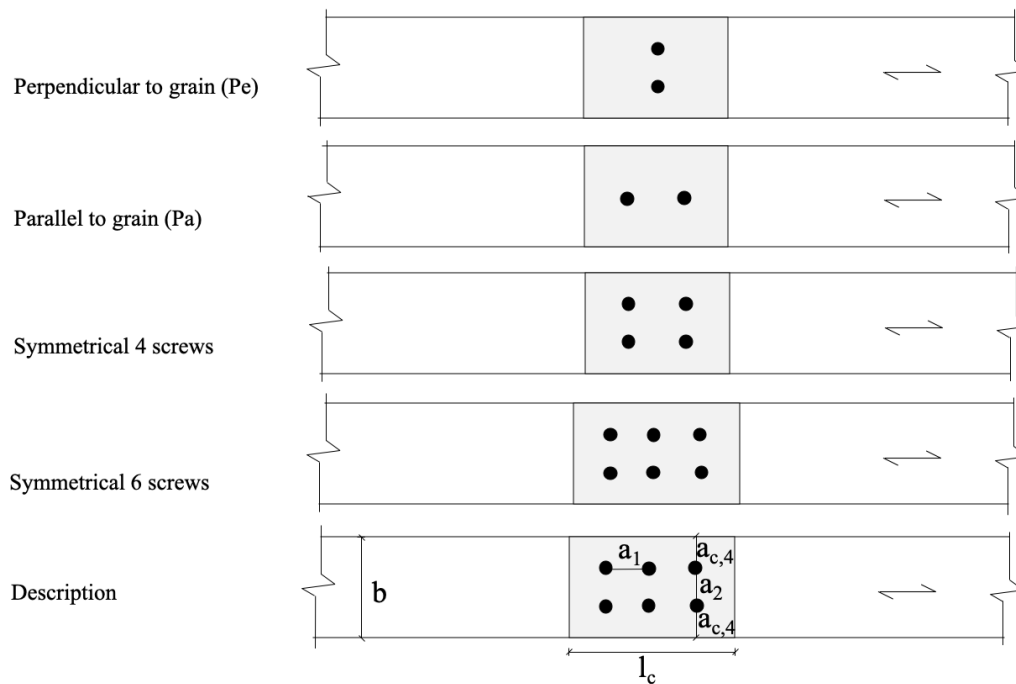 Perpendicular to grain (Pe)
Parallel to grain (Pa)
Symmetrical 4 screws
Symmetrical 6 screws
Description
b
a1
ac,4
a2
ac,4
lc